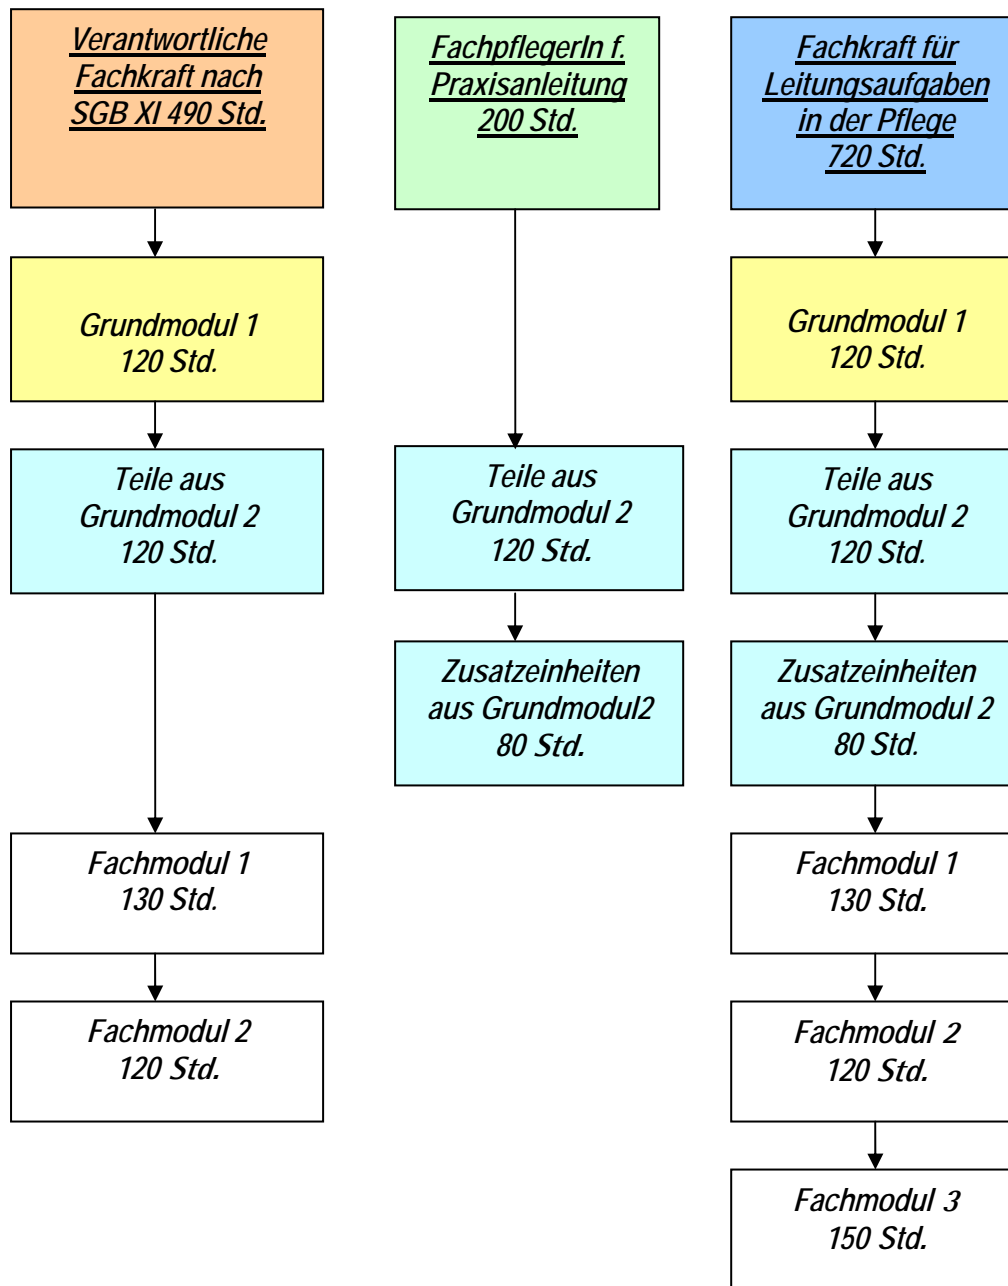 Verantwortliche
Fachkraft nach
SGB XI 490 Std.
Grundmodul 1
120 Std.
Teile aus
Grundmodul 2
120 Std.
Fachmodul 1
130 Std.
Fachmodul 2
120 Std.
FachpflegerIn f.
Praxisanleitung
200 Std.
Teile aus
Grundmodul 2
120 Std.
Zusatzeinheiten
aus Grundmodul2
80 Std.
Fachkraft für
Leitungsaufgaben
in der Pflege
720 Std.
Grundmodul 1
120 Std.
Teile aus
Grundmodul 2
120 Std.
Zusatzeinheiten
aus Grundmodul 2
80 Std.
Fachmodul 1
130 Std.
Fachmodul 2
120 Std.
Fachmodul 3
150 Std.